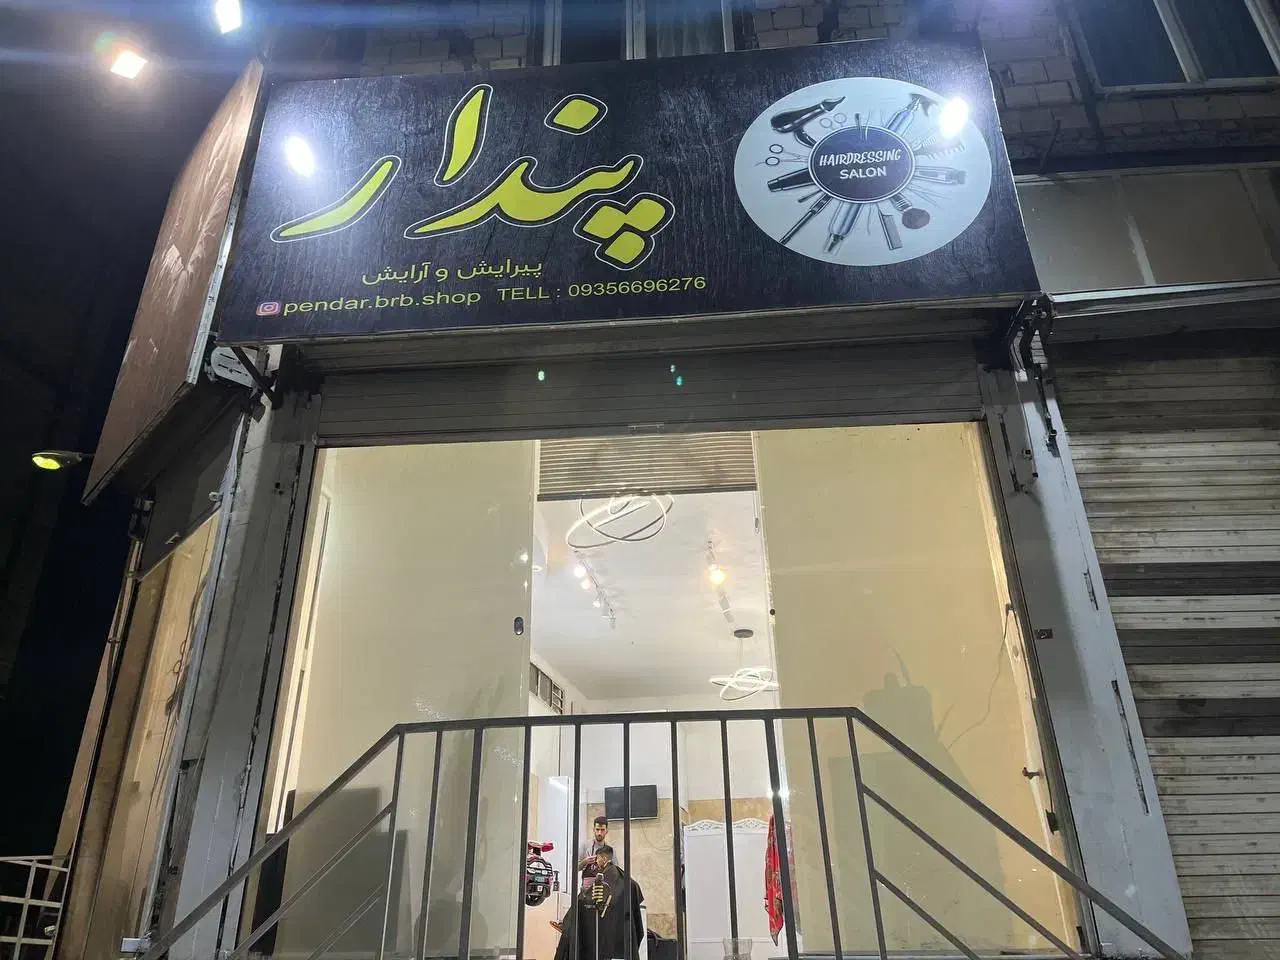 پندار
HAIRDRESSING
SALON
پیرایش و آرایش
pendar.brb.shop TELL : 09356696276